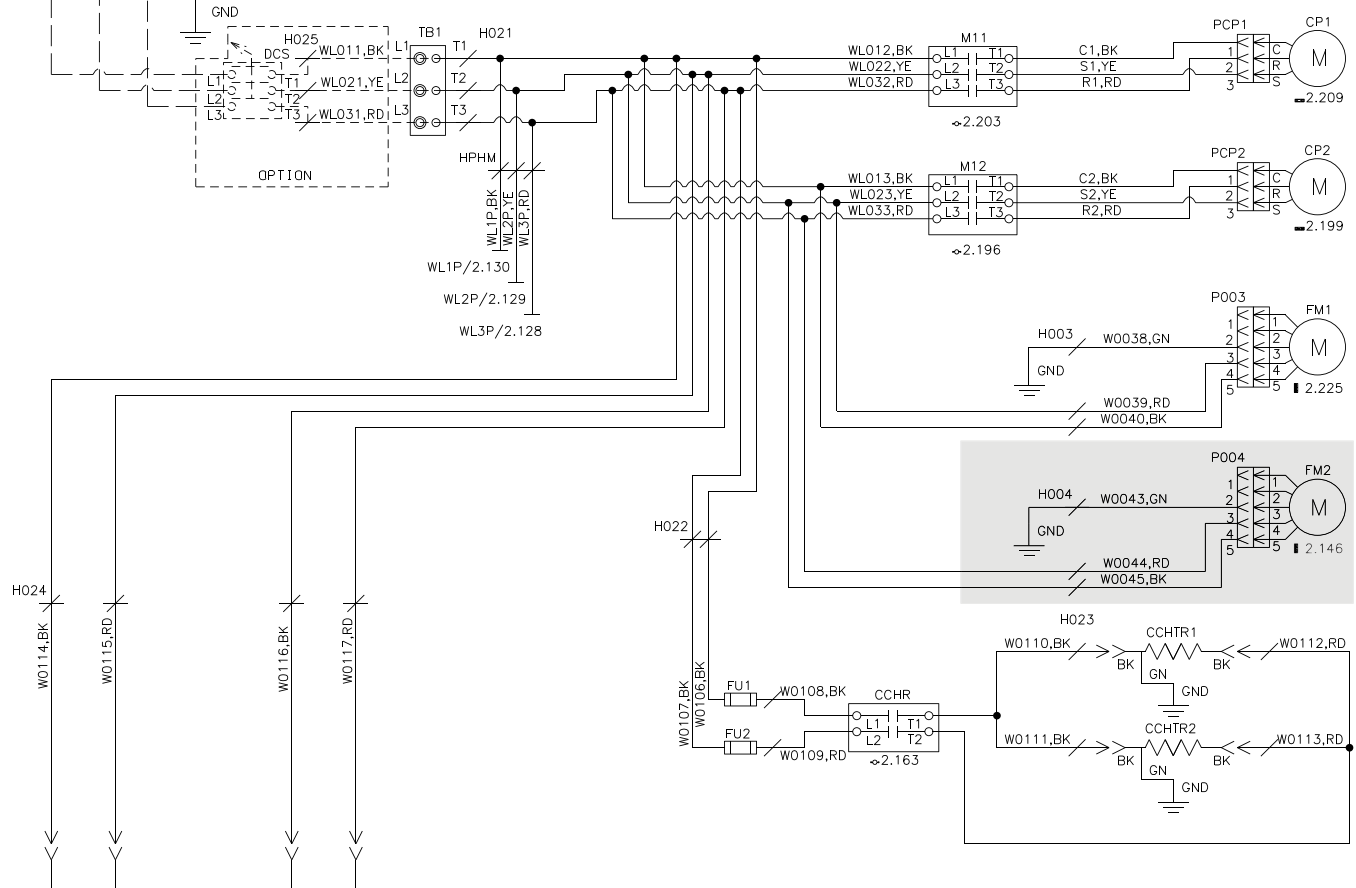 GND
H025
DCS
WL011,BK
L1
TB1
T1
H021
L1
T1
WL021,YE
L2
T2
L2
T2
WL031,RD
L3
T3
L3
T3
OPTION
HPHM
WL1P,BK
WL2P,YE
WL3P,RD
WL1P/2.130
WL2P/2.129
WL3P/2.128
WL012,BK
WL022,YE
WL032,RD
M11
L1 T1
L2 T2
L3 T3
2.203
C1,BK
S1,YE
R1,RD
PCP1
1 C
2 R
3 S
CP1
M
2.209
WL013,BK
WL023,YE
WL033,RD
M12
L1 T1
L2 T2
L3 T3
2.196
C2,BK
S2,YE
R2,RD
PCP2
1 C
2 R
3 S
CP2
M
2.199
P003
FM1
H003
W0038,GN
GND
1 1
2 2
3 3
4 4
5 5
M
2.225
W0039,RD
W0040,BK
P004
FM2
H004
W0043,GN
GND
1 1
2 2
3 3
4 4
5 5
M
2.146
W0044,RD
W0045,BK
H022
H024
W0114,BK
W0115,RD
W0116,BK
W0117,RD
W0107,BK
W0106,BK
FU1
W0108,BK
FU2
W0109,RD
CCHR
L1 T1
L2 T2
2.163
H023
W0110,BK
CCHTR1
W0112,RD
BK
BK
GN
GND
W0111,BK
CCHTR2
W0113,RD
BK
BK
GN
GND